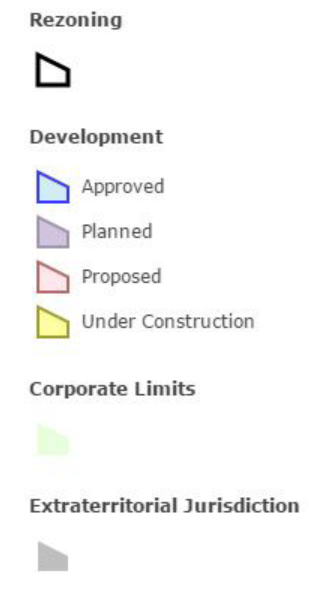 Rezoning
Development
Approved
Planned
Proposed
Under Construction
Corporate Limits
Extraterritorial Jurisdiction